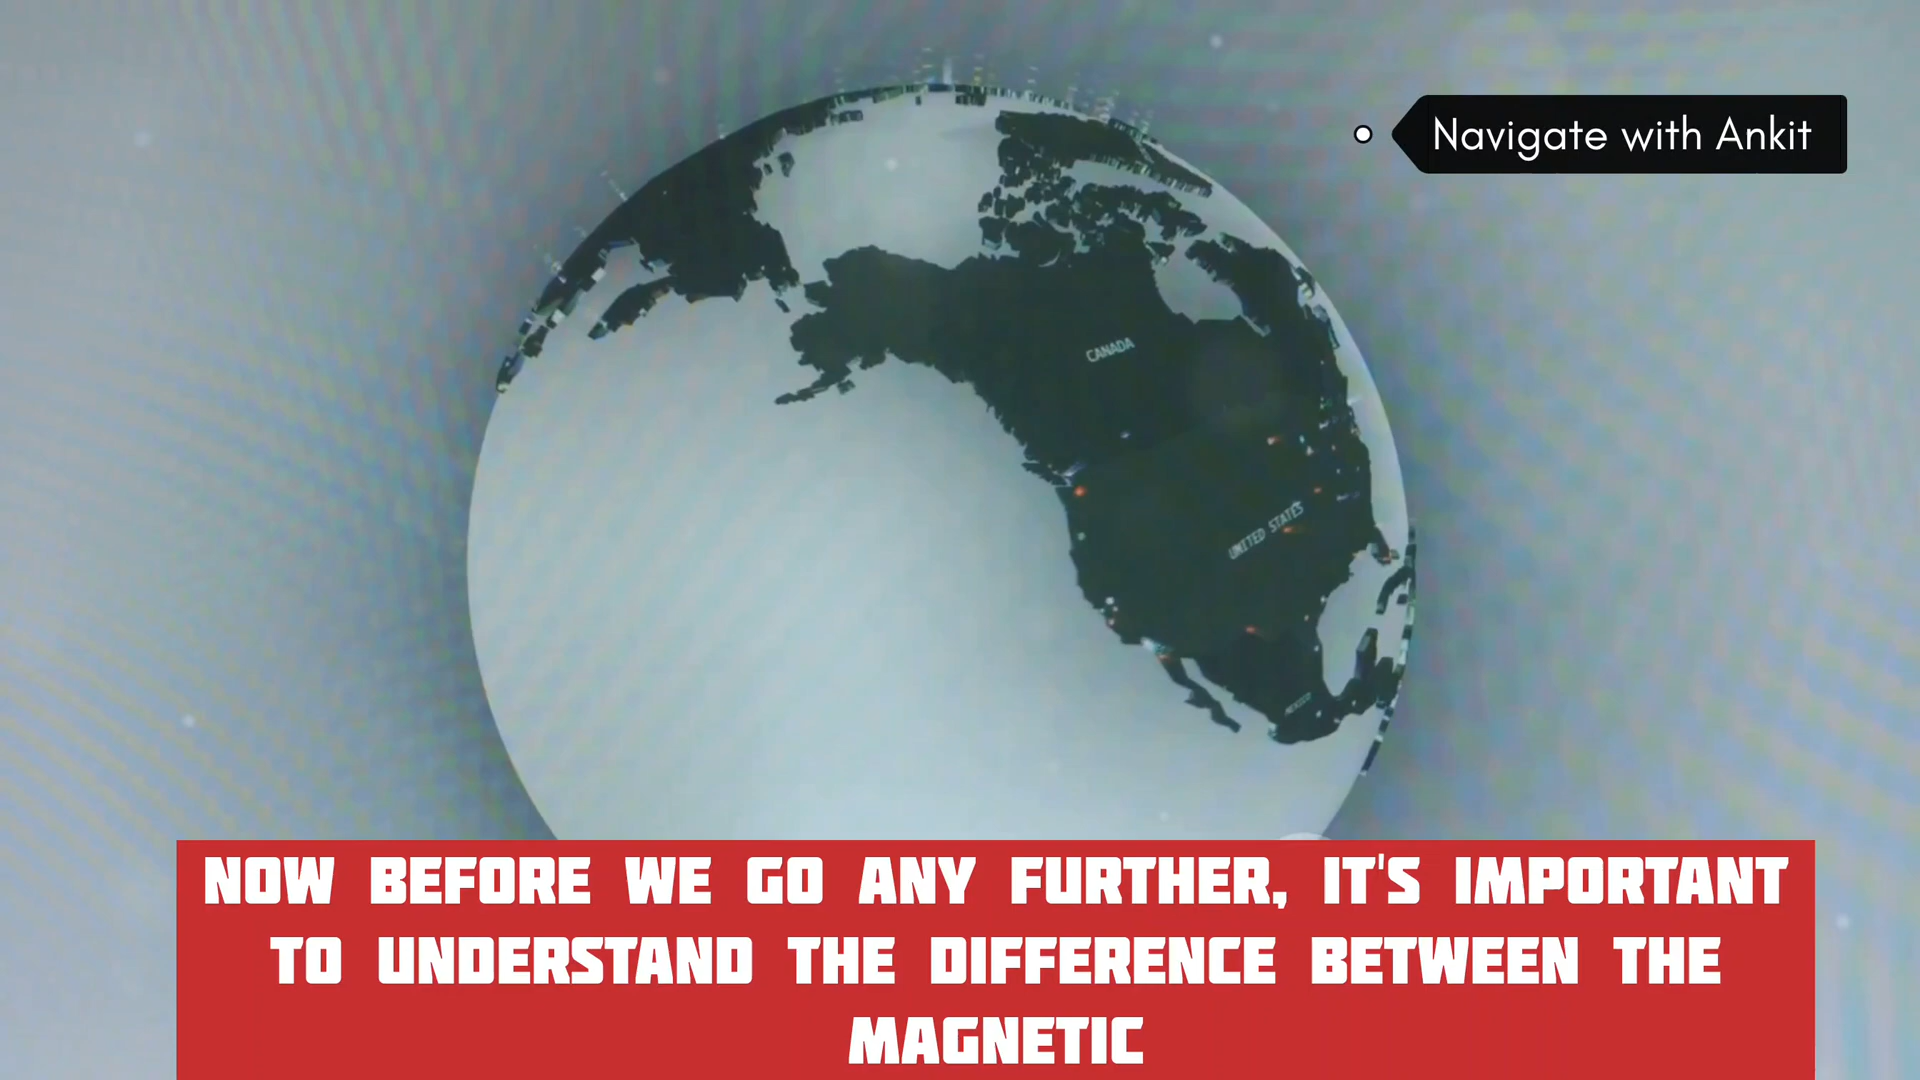 Navigate with Ankit
CANADA
UNITED STATES
MEXICO
NOW BEFORE WE GO ANY FURTHER, IT'S IMPORTANT
TO UNDERSTAND THE DIFFERENCE BETWEEN THE
MAGNETIC